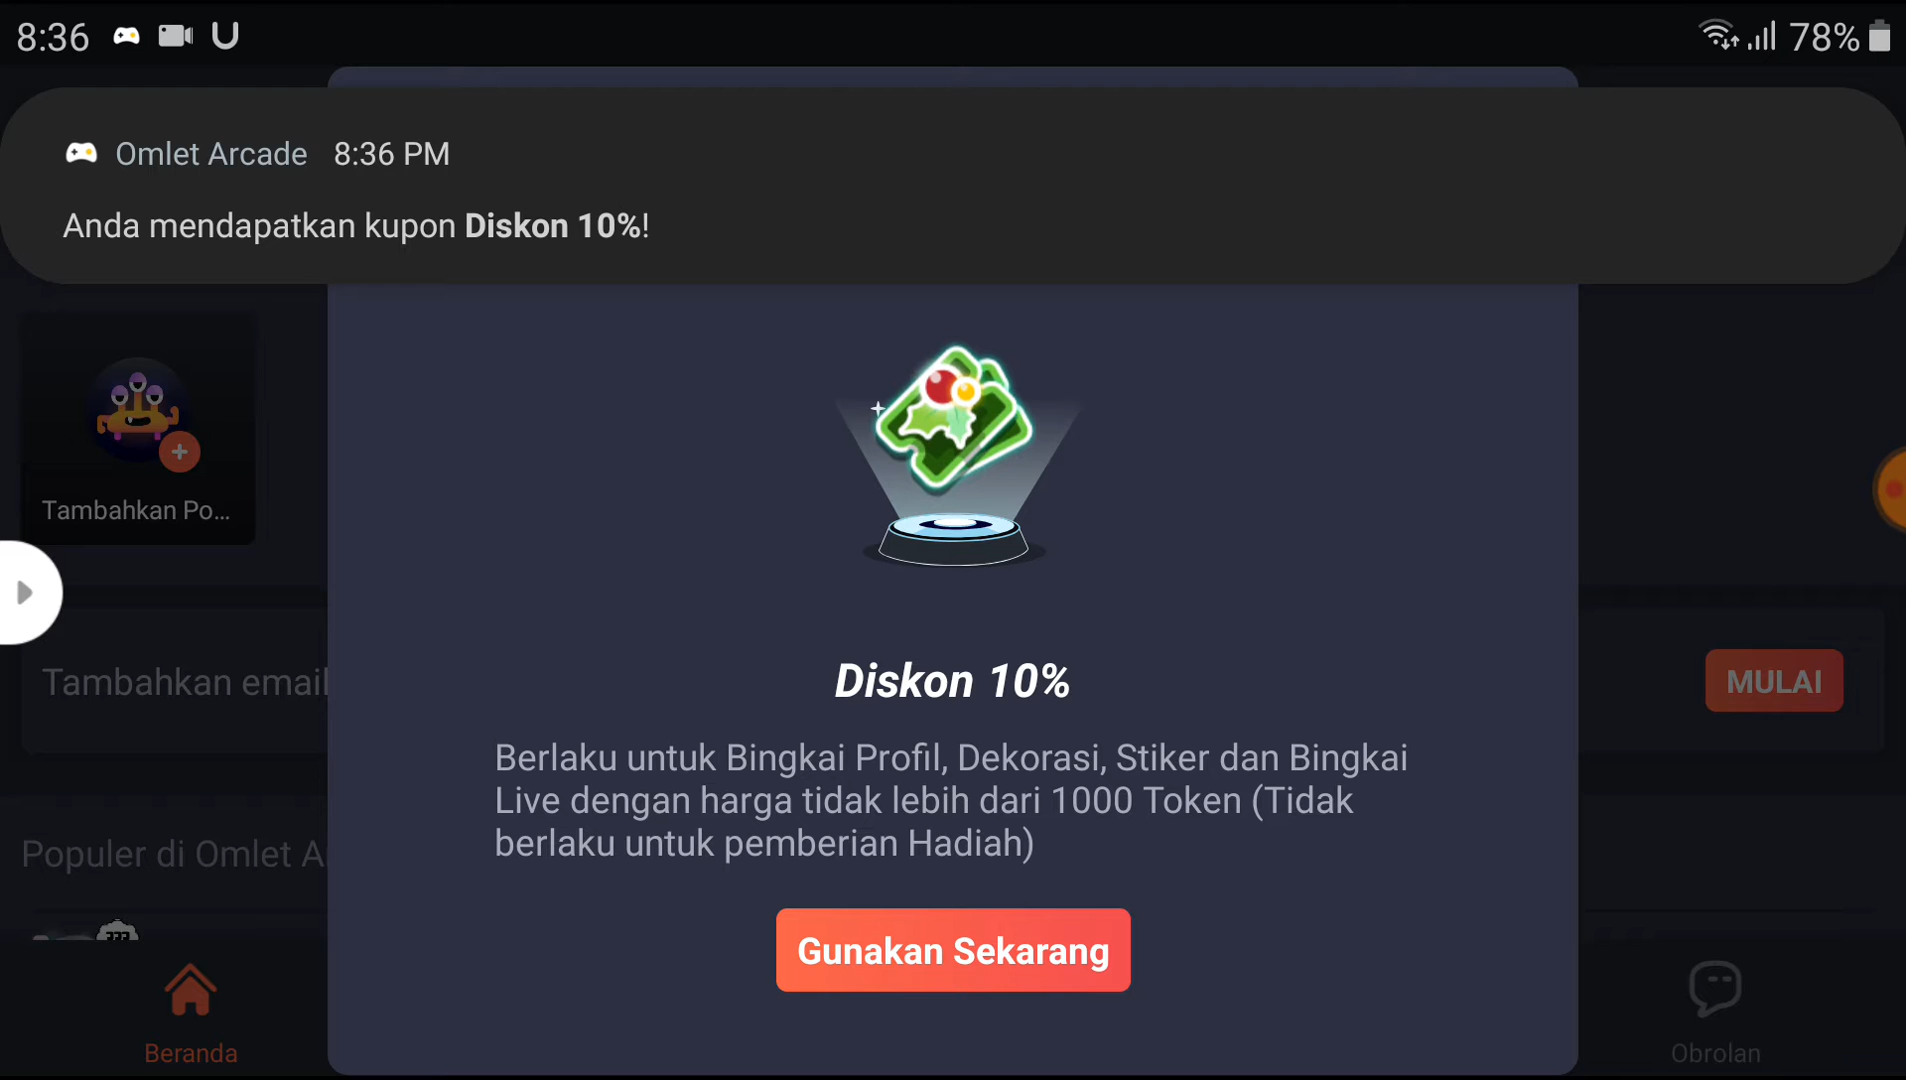 8:36
78%
Omlet Arcade 8:36 PM
Anda mendapatkan kupon Diskon 10%!
Tambahkan Po...
Tambahkan email
MULAI
Diskon 10%
Berlaku untuk Bingkai Profil, Dekorasi, Stiker dan Bingkai
Live dengan harga tidak lebih dari 1000 Token (Tidak
berlaku untuk pemberian Hadiah)
Populer di Omlet A
Gunakan Sekarang
Beranda
Obrolan